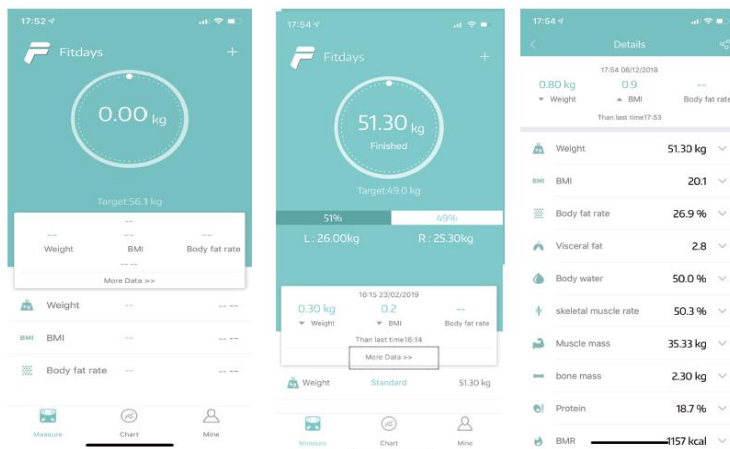 17:52
Fitdays
+
0.00 kg
Target:56.1 kg
--
-- -- --
Weight BMI Body fat rate
-- --
More Data >>
Weight -- -- --
BMI BMI -- -- --
Body fat rate -- -- --
Measure Chart Mine
17:54
Fitdays
+
51.30 kg
Finished
Target:49.0 kg
51% 49%
L : 26.00kg R : 25.30kg
16:15 23/02/2019
0.30 kg 0.2 --
Weight BMI Body fat rate
Than last time16:14
More Data >>
Weight Standard 51.30 kg
Measure Chart Mine
17:54
Details
17:54 06/12/2018
0.80 kg 0.9 --
Weight BMI Body fat rate
Than last time17:53
Weight 51.30 kg
BMI BMI 20.1
Body fat rate 26.9 %
Visceral fat 2.8
Body water 50.0 %
skeletal muscle rate 50.3 %
Muscle mass 35.33 kg
bone mass 2.30 kg
Protein 18.7 %
BMR 1157 kcal